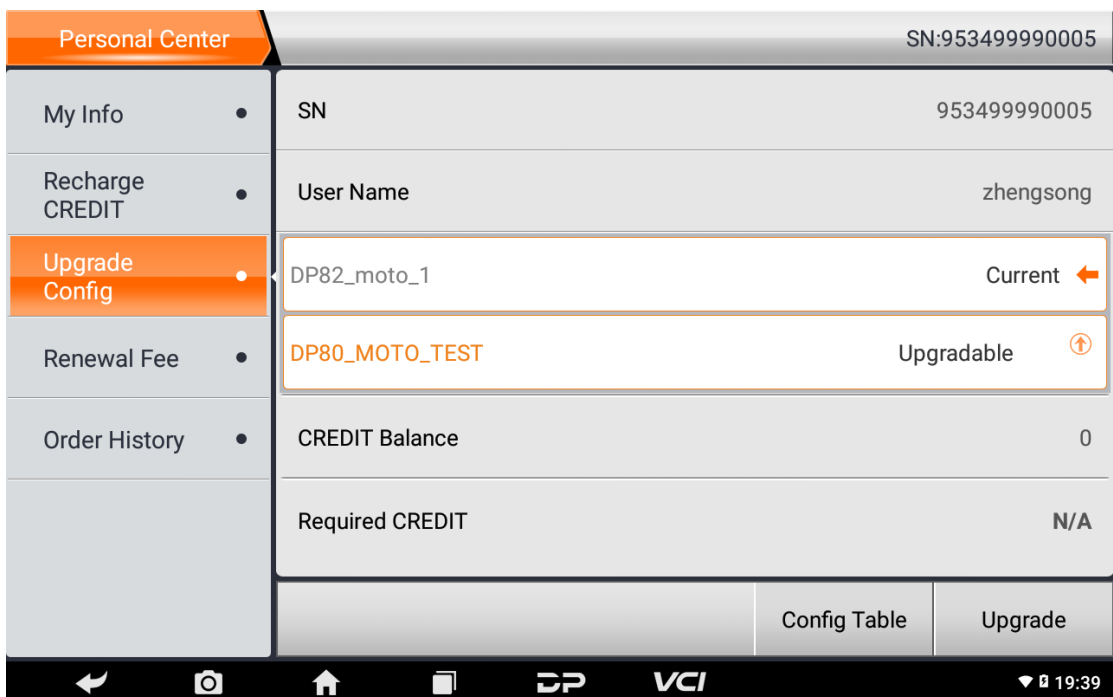 Personal Center
SN:953499990005
My Info
Recharge
CREDIT
Upgrade
Config
Renewal Fee
Order History
SN 953499990005
User Name zhengsong
DP82_moto_1 Current
DP80_MOTO_TEST Upgradable
CREDIT Balance 0
Required CREDIT N/A
Config Table Upgrade
DP VCI 19:39